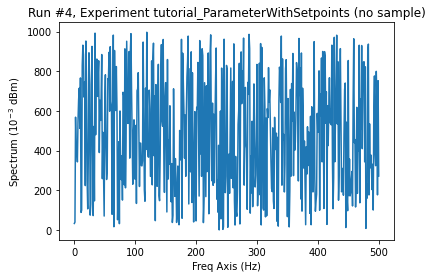 Run #4, Experiment tutorial_ParameterWithSetpoints (no sample)
1000
800
600
400
200
0
Spectrum (10⁻³ dBm)
0 100 200 300 400 500
Freq Axis (Hz)